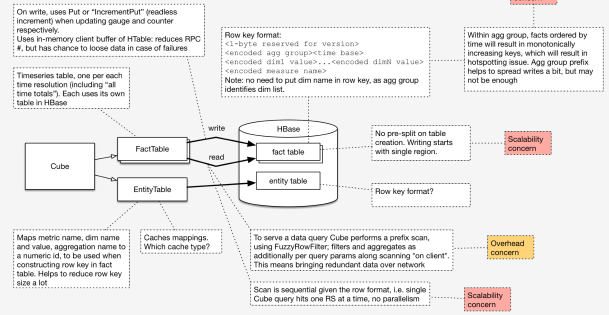 On write, uses Put or "IncrementPut" (readless
increment) when updating gauge and counter
respectively.
Uses in-memory client buffer of HTable: reduces RPC
#, but has chance to loose data in case of failures
Row key format:
<1-byte reserved for version>
<encoded agg group><time base>
<encoded dim1 value>...<encoded dimN value>
<encoded measure name>
Note: no need to put dim name in row key, as agg group
identifies dim list.
Within agg group, facts ordered by
time will result in monotonically
increasing keys, which will result in
hotspotting issue. Agg group prefix
helps to spread writes a bit, but may
not be enough
Timeseries table, one per each
time resolution (including "all
time totals"). Each uses its own
table in HBase
write
HBase
No pre-split on table
creation. Writing starts
with single region.
Scalability
concern
FactTable
fact table
Cube
read
EntityTable
entity table
Row key format?
Maps metric name, dim name
and value, aggregation name to
a numeric id, to be used when
constructing row key in fact
table. Helps to reduce row key
size a lot
Caches mappings.
Which cache type?
To serve a data query Cube performs a prefix scan,
using FuzzyRowFilter; filters and aggregates as
additionally per query params along scanning "on client".
This means bringing redundant data over network
Overhead
concern
Scan is sequential given the row format, i.e. single
Cube query hits one RS at a time, no parallelism
Scalability
concern